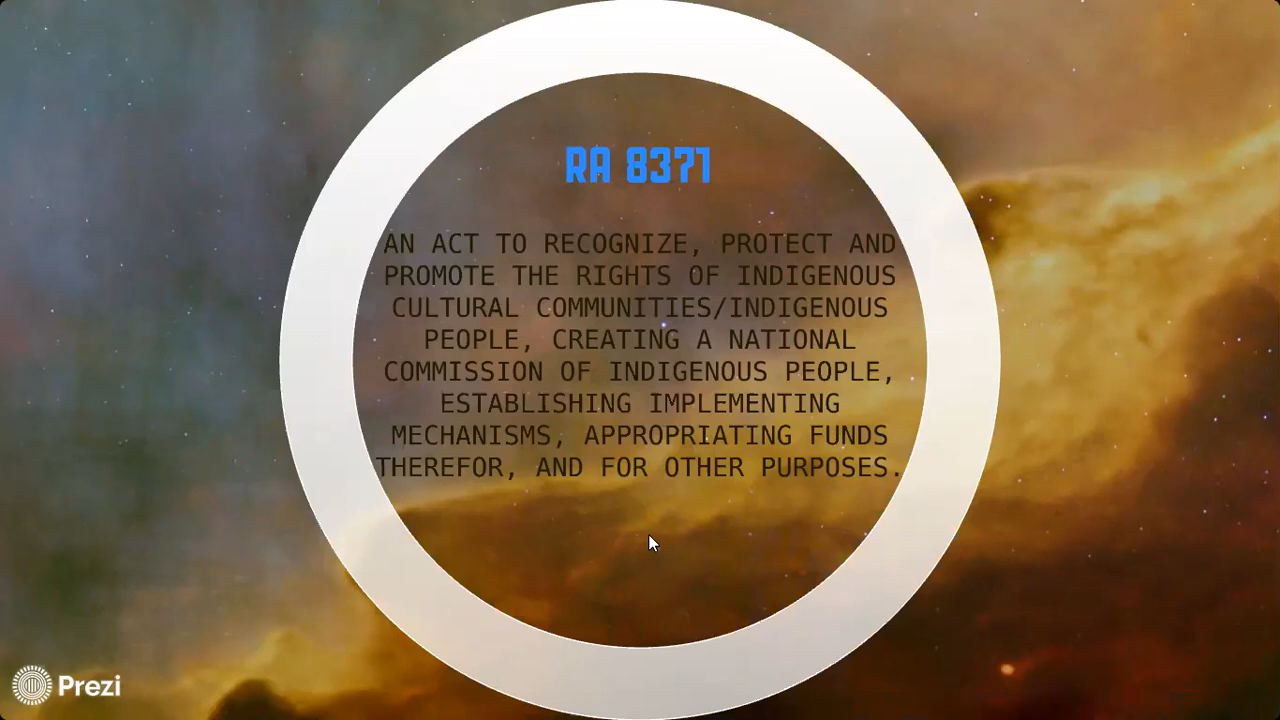 RA 8371
AN ACT TO RECOGNIZE, PROTECT AND
PROMOTE THE RIGHTS OF INDIGENOUS
CULTURAL COMMUNITIES/INDIGENOUS
PEOPLE, CREATING A NATIONAL
COMMISSION OF INDIGENOUS PEOPLE,
ESTABLISHING IMPLEMENTING
MECHANISMS, APPROPRIATING FUNDS
THEREFOR, AND FOR OTHER PURPOSES.
Prezi